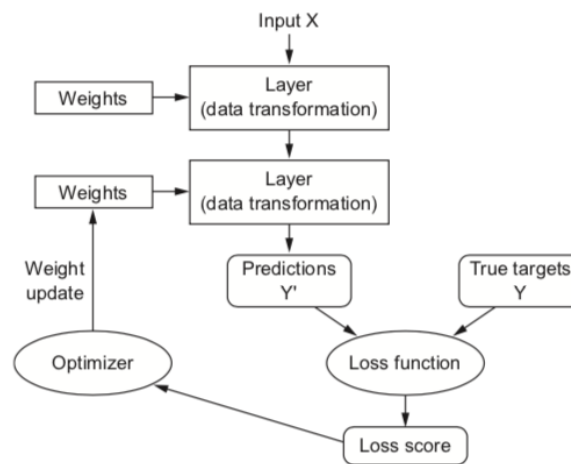 Input X
Layer
Weights
(data transformation)
Layer
Weights
(data transformation)
Weight
update
Predictions
Y'
True targets
Y
Optimizer
Loss function
Loss score